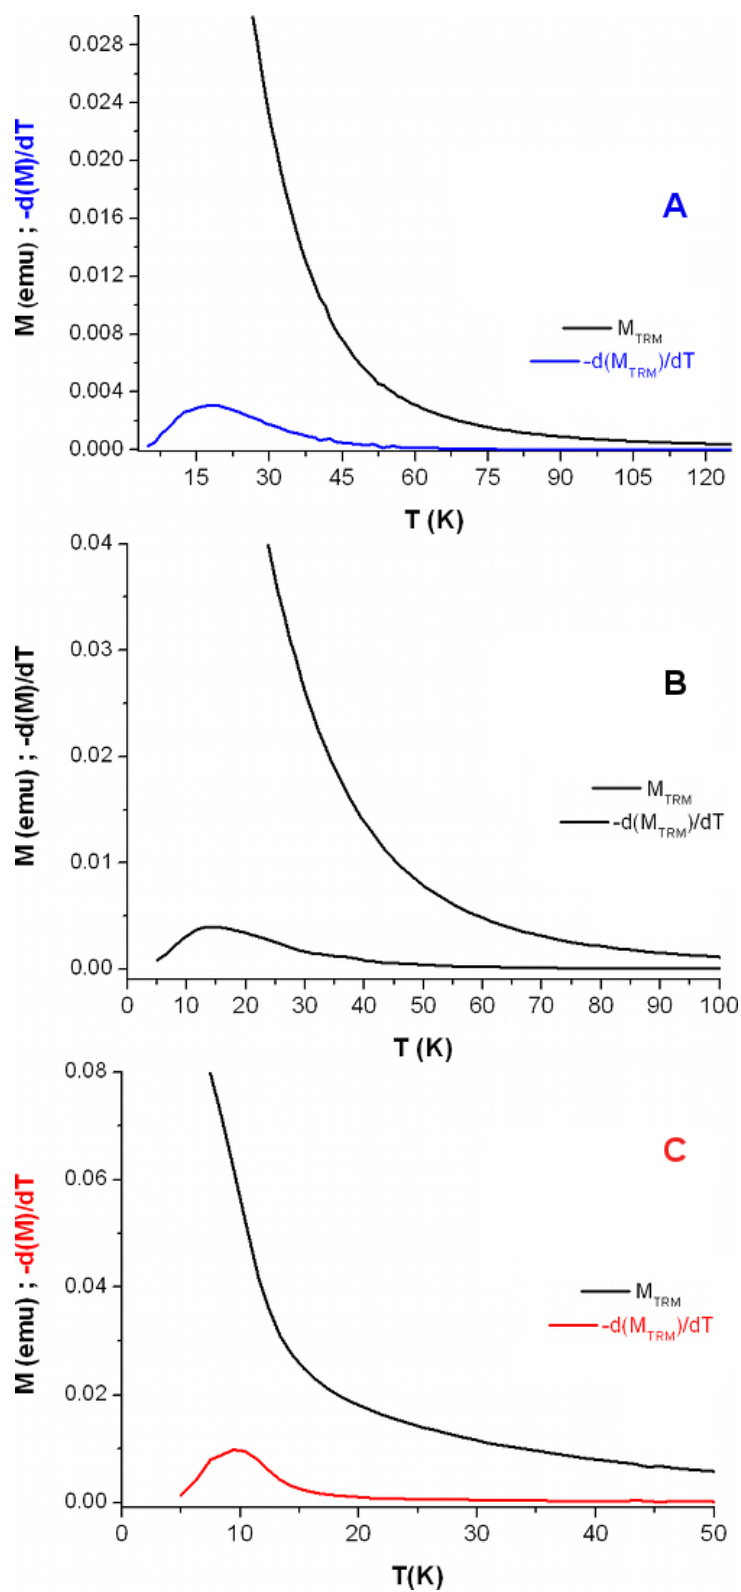 M (emu) ; -d(M)/dT
0.028
0.024
0.020
0.016
0.012
0.008
0.004
0.000
A
M_TRM
-d(M_TRM)/dT
15 30 45 60 75 90 105 120
T (K)
M (emu) ; -d(M)/dT
0.04
0.03
0.02
0.01
0.00
B
M_TRM
-d(M_TRM)/dT
0 10 20 30 40 50 60 70 80 90 100
T (K)
M (emu) ; -d(M)/dT
0.08
0.06
0.04
0.02
0.00
C
M_TRM
-d(M_TRM)/dT
0 10 20 30 40 50
T(K)